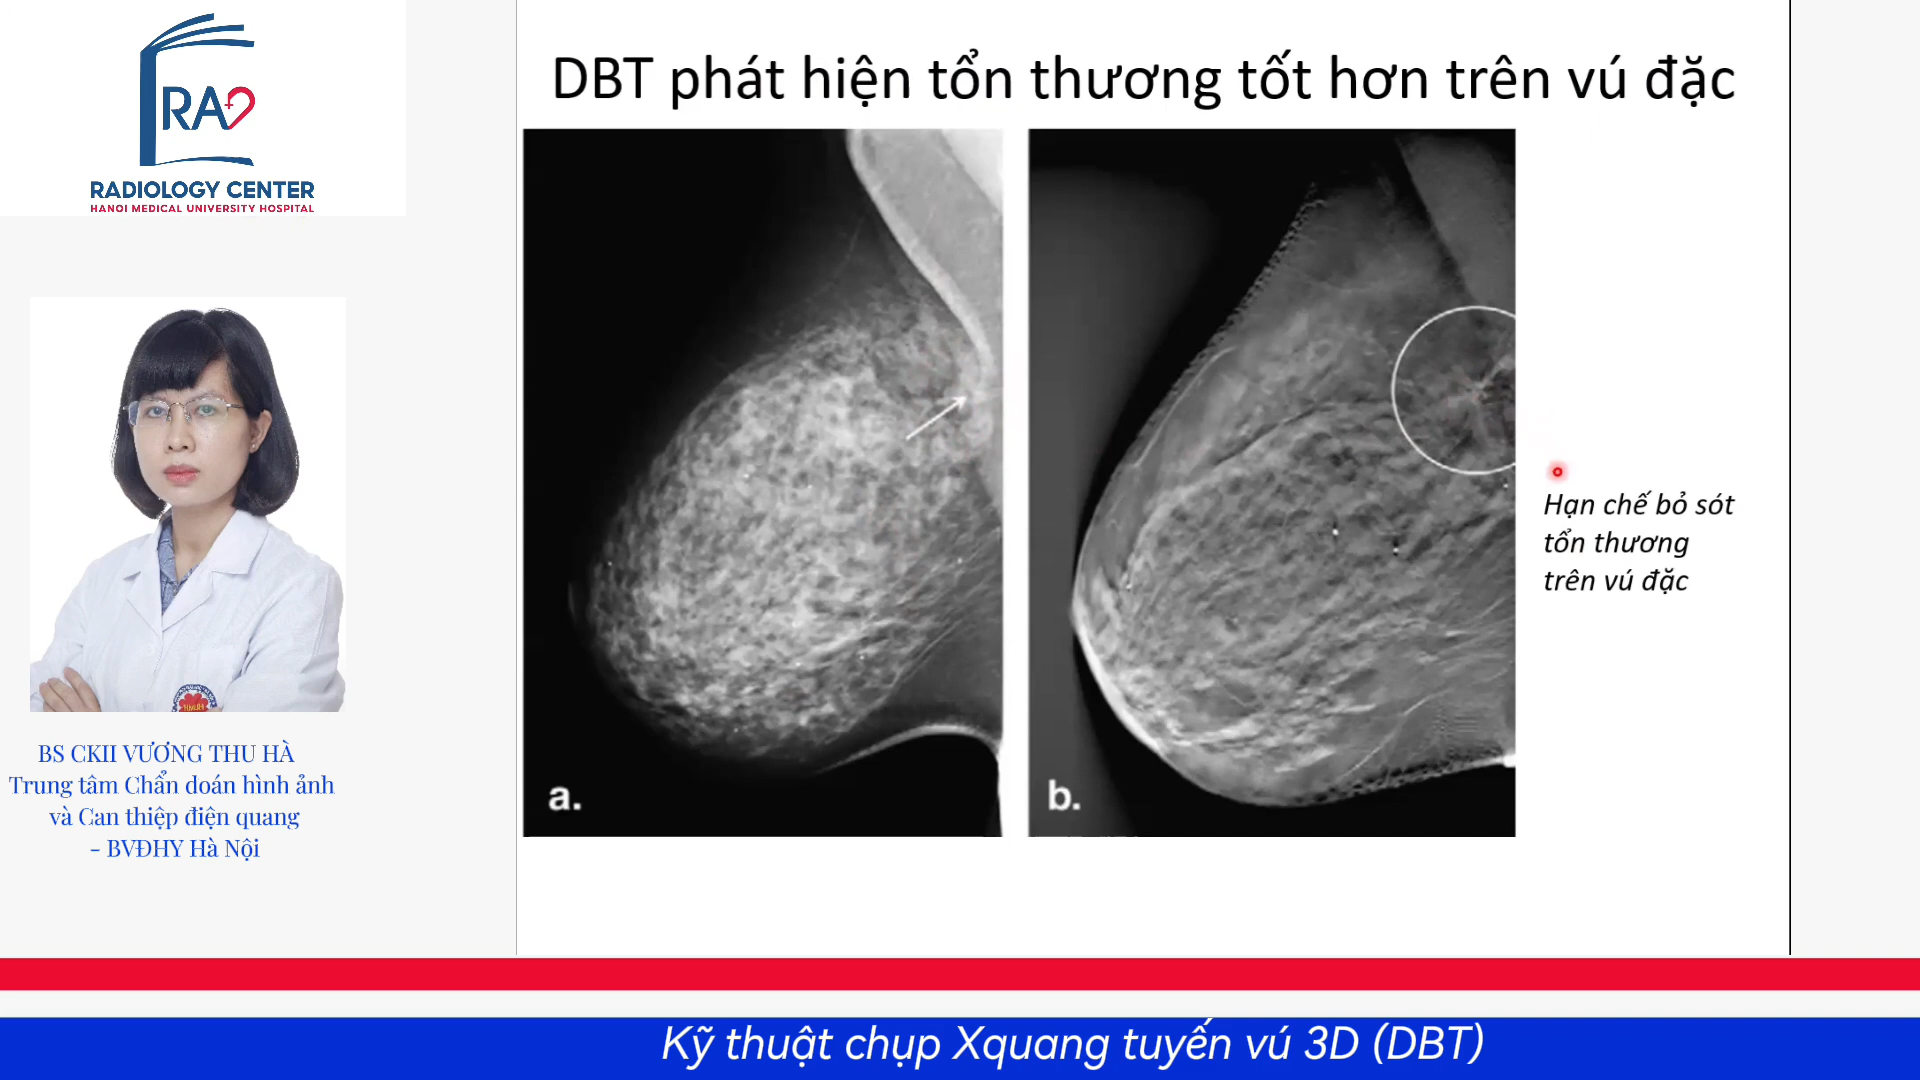 RA
RADIOLOGY CENTER
HANOI MEDICAL UNIVERSITY HOSPITAL
DBT phát hiện tổn thương tốt hơn trên vú đặc
Hạn chế bỏ sót
tổn thương
trên vú đặc
a.
b.
HMUH
BS CKII VƯƠNG THU HÀ
Trung tâm Chẩn doán hình ảnh
và Can thiệp điện quang
- BVĐHY Hà Nội
Kỹ thuật chụp Xquang tuyến vú 3D (DBT)